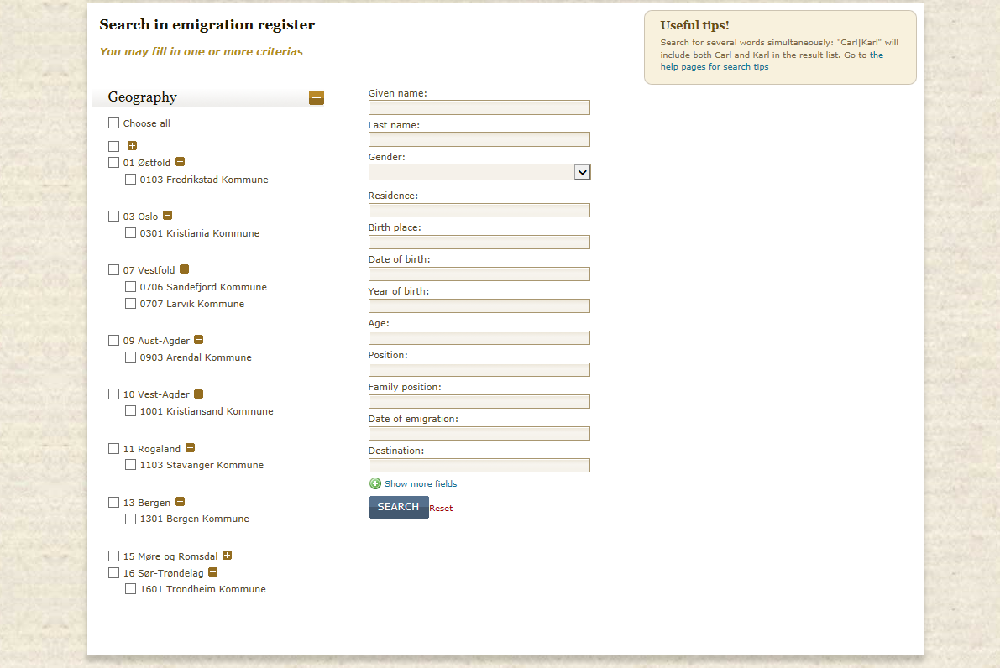 Search in emigration register
You may fill in one or more criterias
Useful tips!
Search for several words simultaneously: "Carl|Karl" will
include both Carl and Karl in the result list. Go to the
help pages for search tips
Geography
Choose all
01 Østfold
0103 Fredrikstad Kommune
03 Oslo
0301 Kristiania Kommune
07 Vestfold
0706 Sandefjord Kommune
0707 Larvik Kommune
09 Aust-Agder
0903 Arendal Kommune
10 Vest-Agder
1001 Kristiansand Kommune
11 Rogaland
1103 Stavanger Kommune
13 Bergen
1301 Bergen Kommune
15 Møre og Romsdal
16 Sør-Trøndelag
1601 Trondheim Kommune
Given name:
Last name:
Gender:
Residence:
Birth place:
Date of birth:
Year of birth:
Age:
Position:
Family position:
Date of emigration:
Destination:
Show more fields
SEARCH Reset